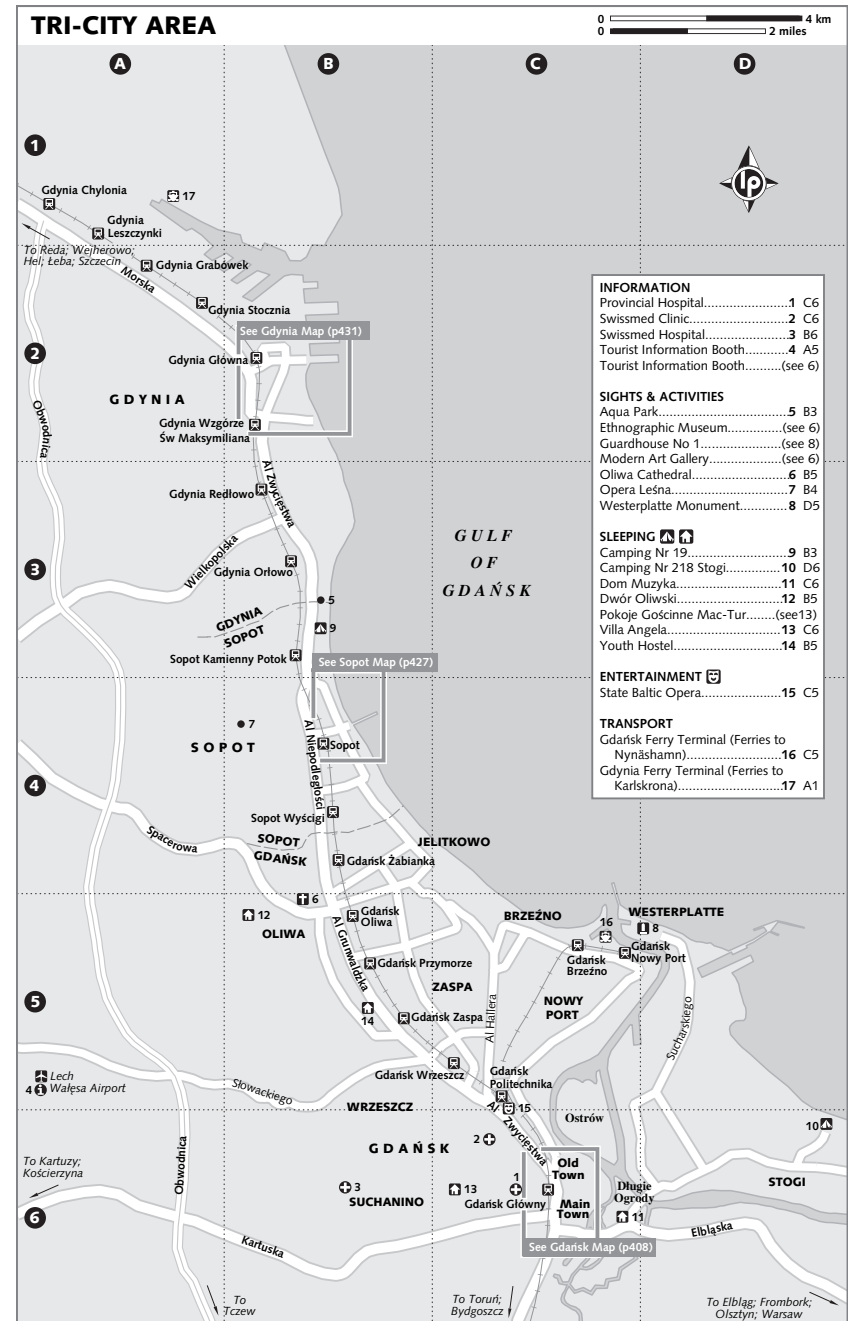 TRI-CITY AREA
0 4 km
0 2 miles
A
B
C
D
1
lp
Gdynia Chylonia
17
Gdynia
Leszczynki
To Reda; Wejherowo;
Hel; Łeba; Szczecin
Gdynia Grabówek
Morska
Gdynia Stocznia
See Gdynia Map (p431)
2
Gdynia Główna
GDYNIA
Gdynia Wzgórze
Św Maksymiliana
Obwodnica
Al Zwycięstwa
Gdynia Redłowo
Wielkopolska
GULF
OF
GDAŃSK
3
Gdynia Orłowo
5
GDYNIA
SOPOT
9
Sopot Kamienny Potok
See Sopot Map (p427)
7
SOPOT
Al Niepodległości
Sopot
4
Sopot Wyścigi
Spacerowa
SOPOT
GDAŃSK
JELITKOWO
Gdańsk Żabianka
6
12
OLIWA
Gdańsk
Oliwa
BRZEŹNO
16
WESTERPLATTE
8
Gdańsk
Brzeźno
Gdańsk
Nowy Port
Al Grunwaldzka
Gdańsk Przymorze
ZASPA
NOWY
PORT
5
14
Gdańsk Zaspa
Al Hallera
Sucharskiego
Gdańsk Wrzeszcz
Gdańsk
Politechnika
4
Lech
Wałęsa Airport
Słowackiego
WRZESZCZ
15
Al Zwycięstwa
Ostrów
10
GDAŃSK
2
To Kartuzy;
Kościerzyna
Obwodnica
3
SUCHANINO
13
1
Gdańsk Główny
Old
Town
Main
Town
Długie
Ogrody
11
STOGI
6
Kartuska
Elbląska
See Gdańsk Map (p408)
To
Tczew
To Toruń;
Bydgoszcz
To Elbląg; Frombork;
Olsztyn; Warsaw
INFORMATION
Provincial Hospital........................1 C6
Swissmed Clinic............................2 C6
Swissmed Hospital........................3 B6
Tourist Information Booth..........4 A5
Tourist Information Booth.........(see 6)
SIGHTS & ACTIVITIES
Aqua Park......................................5 B3
Ethnographic Museum..............(see 6)
Guardhouse No 1........................(see 8)
Modern Art Gallery.....................(see 6)
Oliwa Cathedral............................6 B5
Opera Leśna..................................7 B4
Westerplatte Monument..............8 D5
SLEEPING
Camping Nr 19.............................9 B3
Camping Nr 218 Stogi...............10 D6
Dom Muzyka...............................11 C6
Dwór Oliwski..............................12 B5
Pokoje Gościnne Mac-Tur.......(see13)
Villa Angela.................................13 C6
Youth Hostel...............................14 B5
ENTERTAINMENT
State Baltic Opera.......................15 C5
TRANSPORT
Gdańsk Ferry Terminal (Ferries to
Nynäshamn)...........................16 C5
Gdynia Ferry Terminal (Ferries to
Karlskrona).............................17 A1